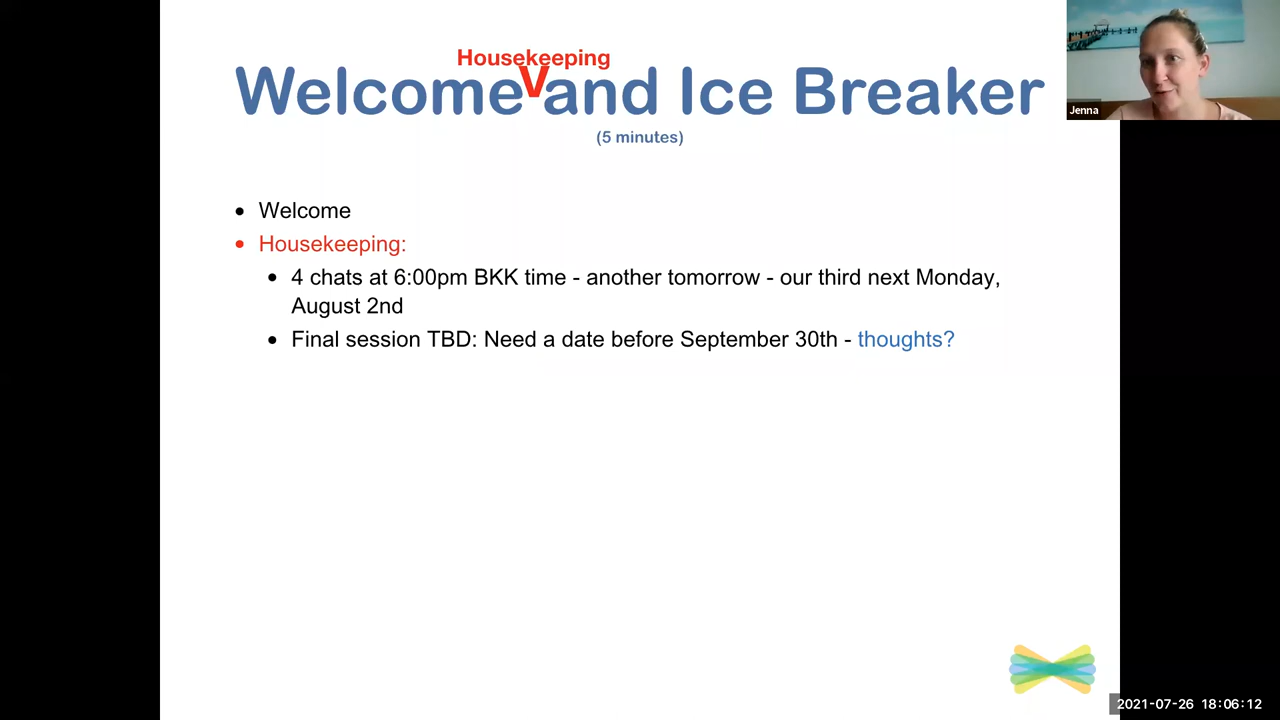 Housekeeping
Welcome V and Ice Breaker
(5 minutes)
Jenna
• Welcome
• Housekeeping:
• 4 chats at 6:00pm BKK time - another tomorrow - our third next Monday,
August 2nd
• Final session TBD: Need a date before September 30th - thoughts?
2021-07-26 18:06:12